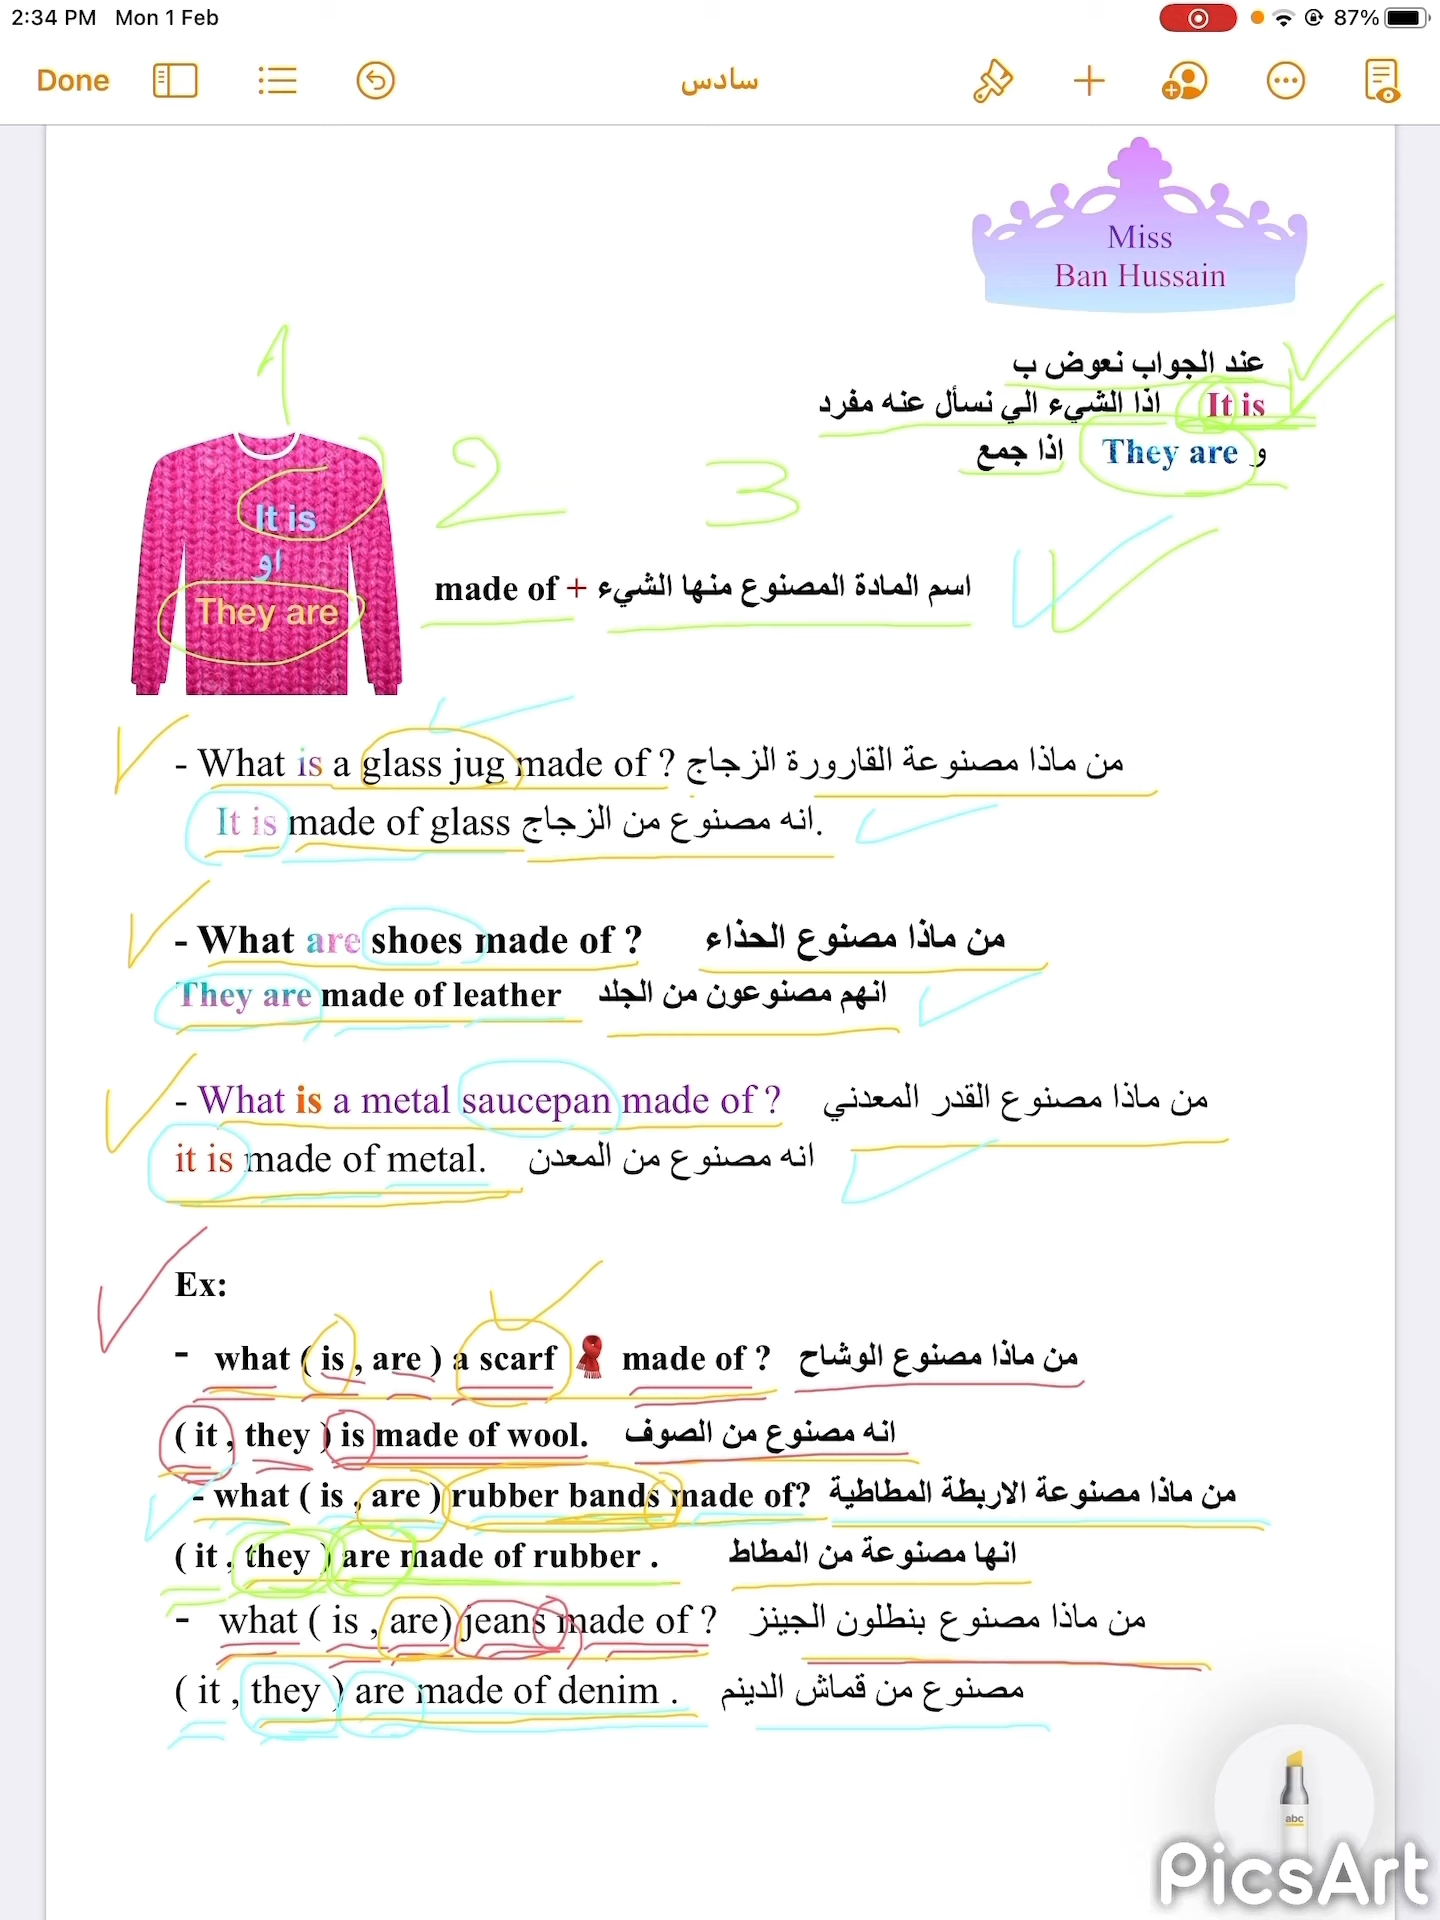 2:34 PM Mon 1 Feb 87%
Done سادس
Miss
Ban Hussain
عند الجواب نعوض ب
It is اذا الشيء الي نسأل عنه مفرد
و They are اذا جمع
1
2 3
It is
او
They are
made of + اسم المادة المصنوع منها الشيء
- What is a glass jug made of ? من ماذا مصنوعة القارورة الزجاج
It is made of glass انه مصنوع من الزجاج.
- What are shoes made of ? من ماذا مصنوع الحذاء
They are made of leather انهم مصنوعون من الجلد
- What is a metal saucepan made of ? من ماذا مصنوع القدر المعدني
it is made of metal. انه مصنوع من المعدن
Ex:
- what ( is , are ) a scarf made of ? من ماذا مصنوع الوشاح
( it , they ) is made of wool. انه مصنوع من الصوف
- what ( is , are ) rubber bands made of? من ماذا مصنوعة الاربطة المطاطية
( it , they ) are made of rubber . انها مصنوعة من المطاط
- what ( is , are) jeans made of ? من ماذا مصنوع بنطلون الجينز
( it , they ) are made of denim . مصنوع من قماش الدينم
abc
PicsArt